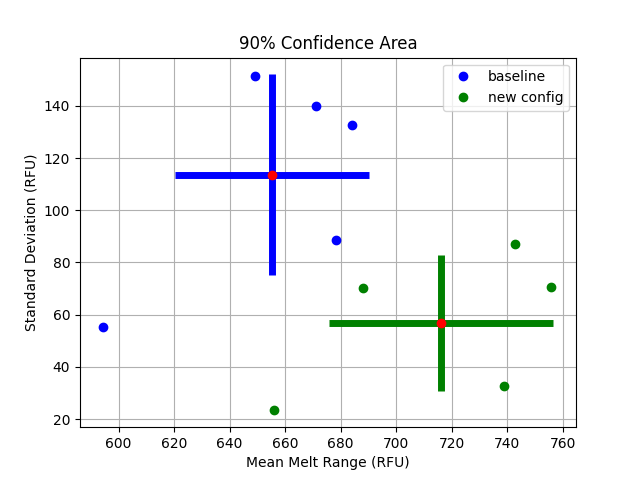 90% Confidence Area
baseline
new config
Standard Deviation (RFU)
140
120
100
80
60
40
20
600 620 640 660 680 700 720 740 760
Mean Melt Range (RFU)